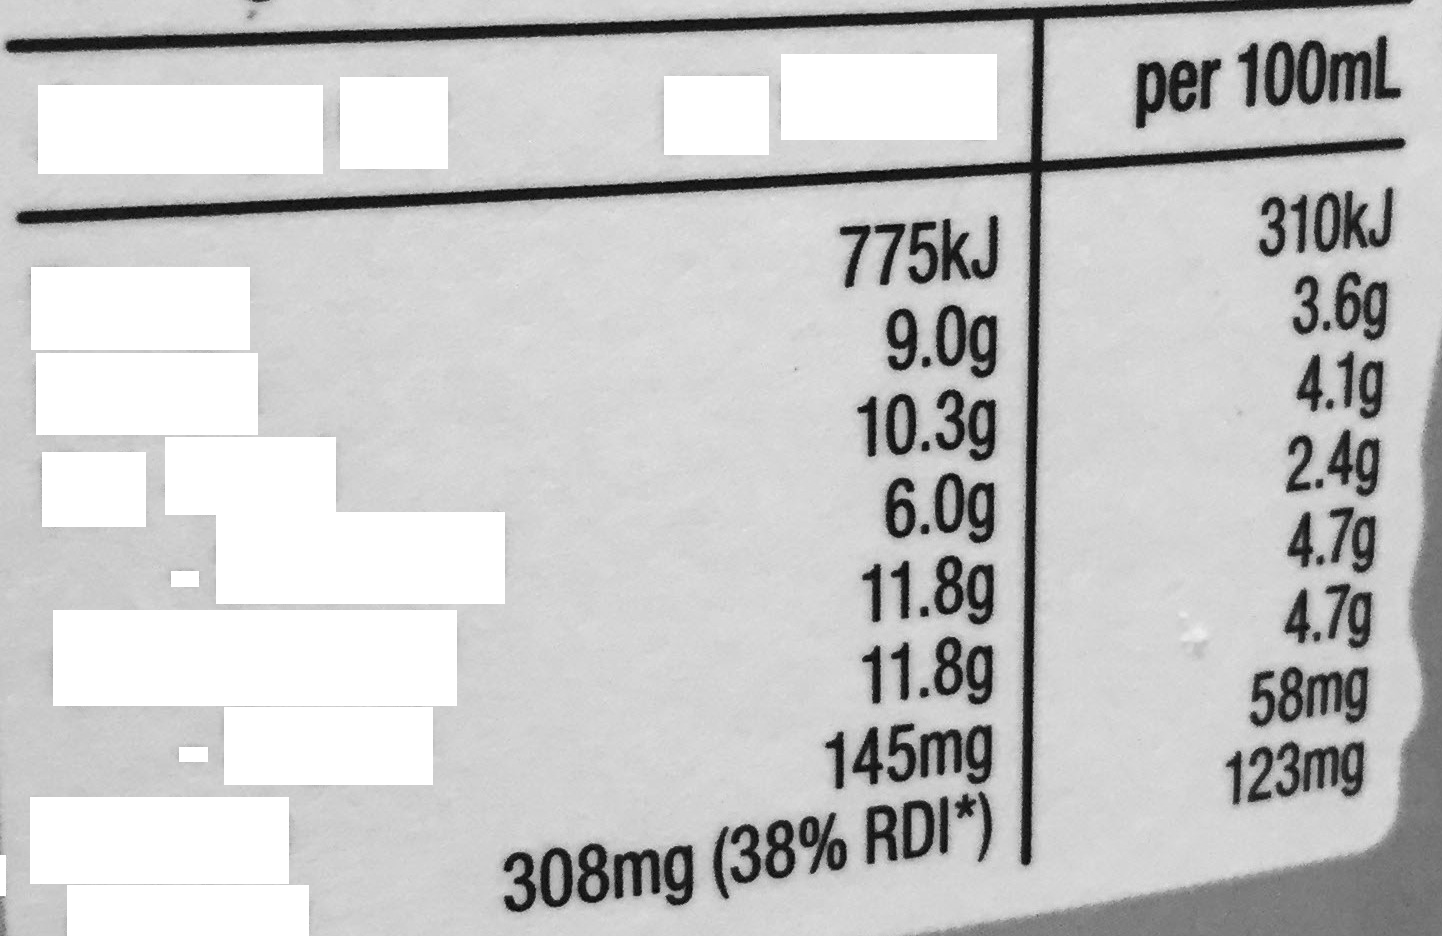 per 100mL
775kJ 310kJ
9.0g 3.6g
10.3g 4.1g
6.0g 2.4g
11.8g 4.7g
11.8g 4.7g
145mg 58mg
308mg (38% RDI*) 123mg